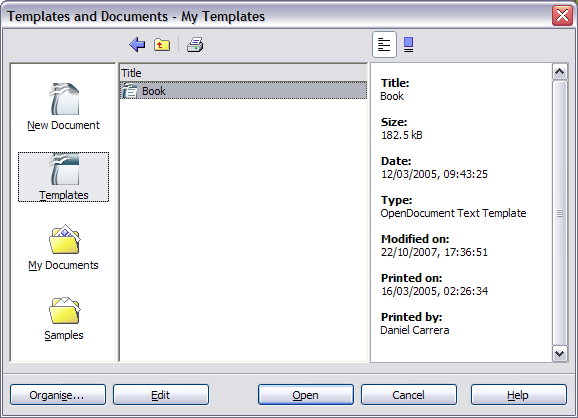 Templates and Documents - My Templates
New Document
Templates
My Documents
Samples
Title
Book
Title:
Book
Size:
182.5 kB
Date:
12/03/2005, 09:43:25
Type:
OpenDocument Text Template
Modified on:
22/10/2007, 17:36:51
Printed on:
16/03/2005, 02:26:34
Printed by:
Daniel Carrera
Organise... Edit Open Cancel Help